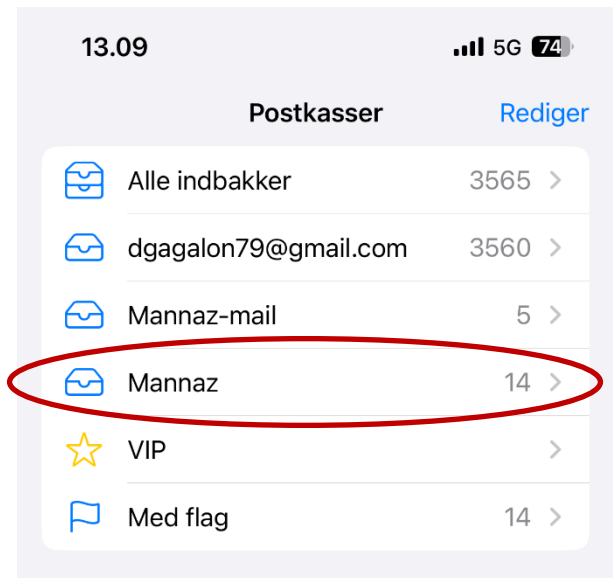 13.09 5G 74
Postkasser Rediger
Alle indbakker 3565
dgagalon79@gmail.com 3560
Mannaz-mail 5
Mannaz 14
VIP
Med flag 14